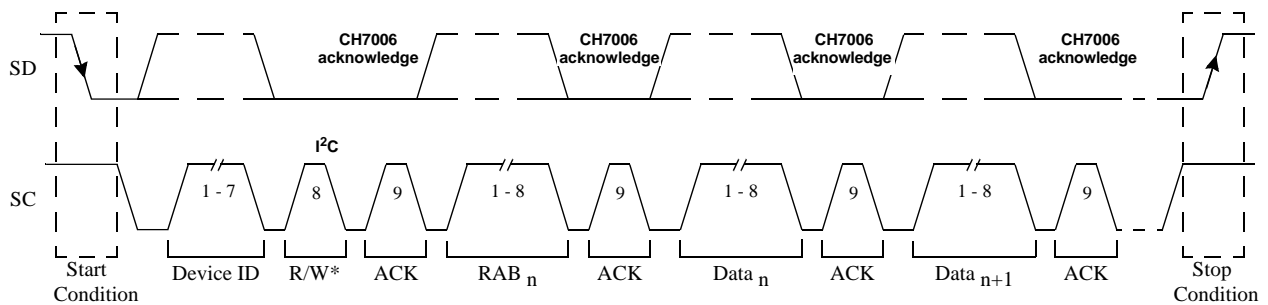 CH7006 CH7006 CH7006 CH7006
acknowledge acknowledge acknowledge acknowledge
SD
I²C
SC
1 - 7 8 9 1 - 8 9 1 - 8 9 1 - 8 9
Start Device ID R/W* ACK RAB n ACK Data n ACK Data n+1 ACK Stop
Condition Condition